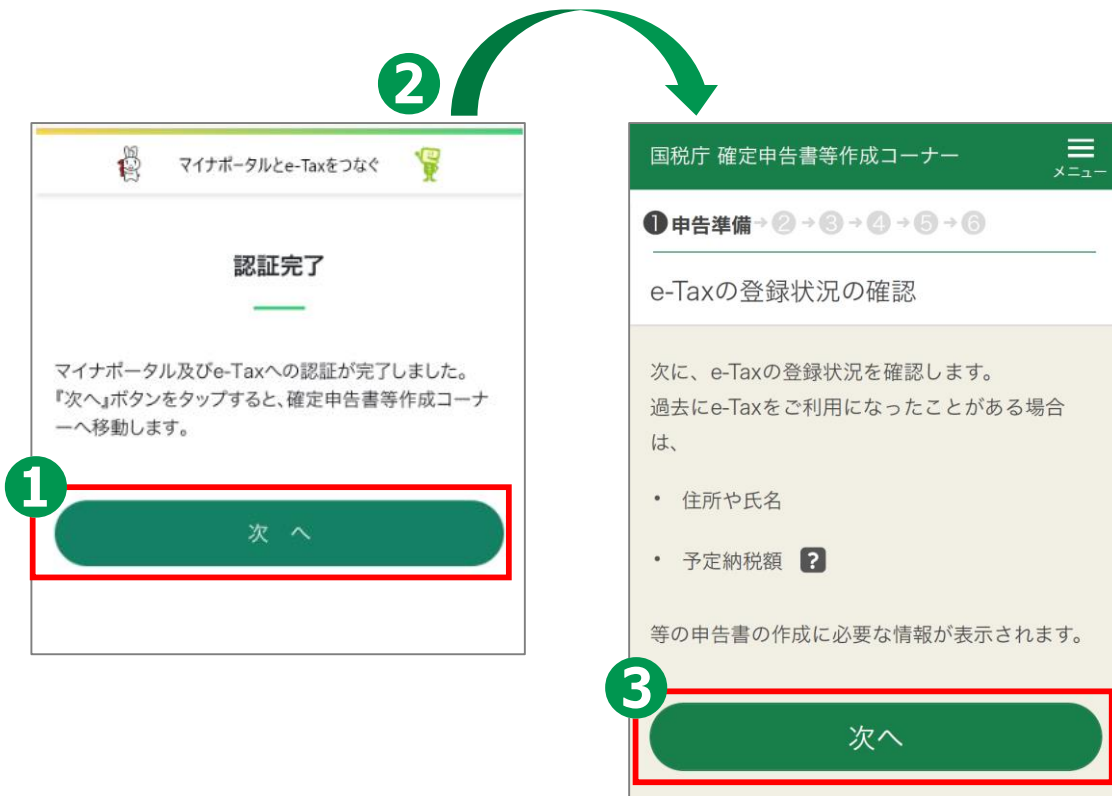 2
マイナポータルとe-Taxをつなぐ
認証完了
マイナポータル及びe-Taxへの認証が完了しました。
『次へ』ボタンをタップすると、確定申告書等作成コーナ
ーへ移動します。
1
次 へ
国税庁 確定申告書等作成コーナー
メニュー
❶申告準備→②→③→④→⑤→⑥
e-Taxの登録状況の確認
次に、e-Taxの登録状況を確認します。
過去にe-Taxをご利用になったことがある場合
は、
• 住所や氏名
• 予定納税額 ?
等の申告書の作成に必要な情報が表示されます。
3
次へ